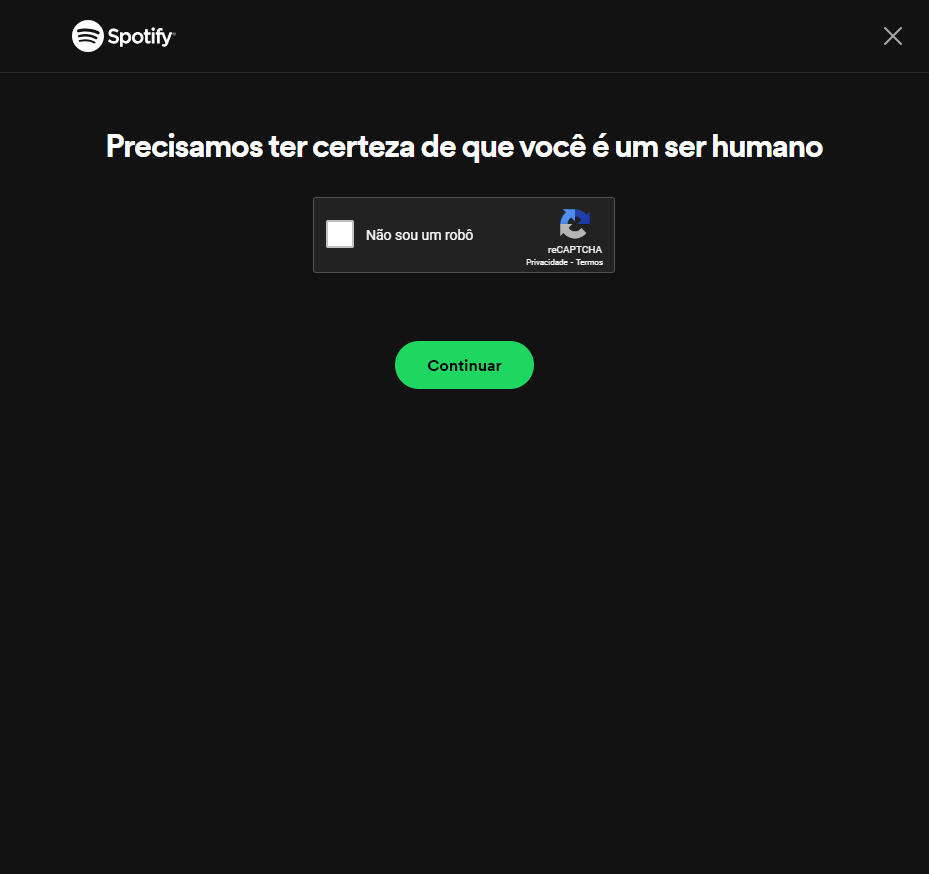 Spotify
Precisamos ter certeza de que você é um ser humano
Não sou um robô
reCAPTCHA
Privacidade - Termos
Continuar